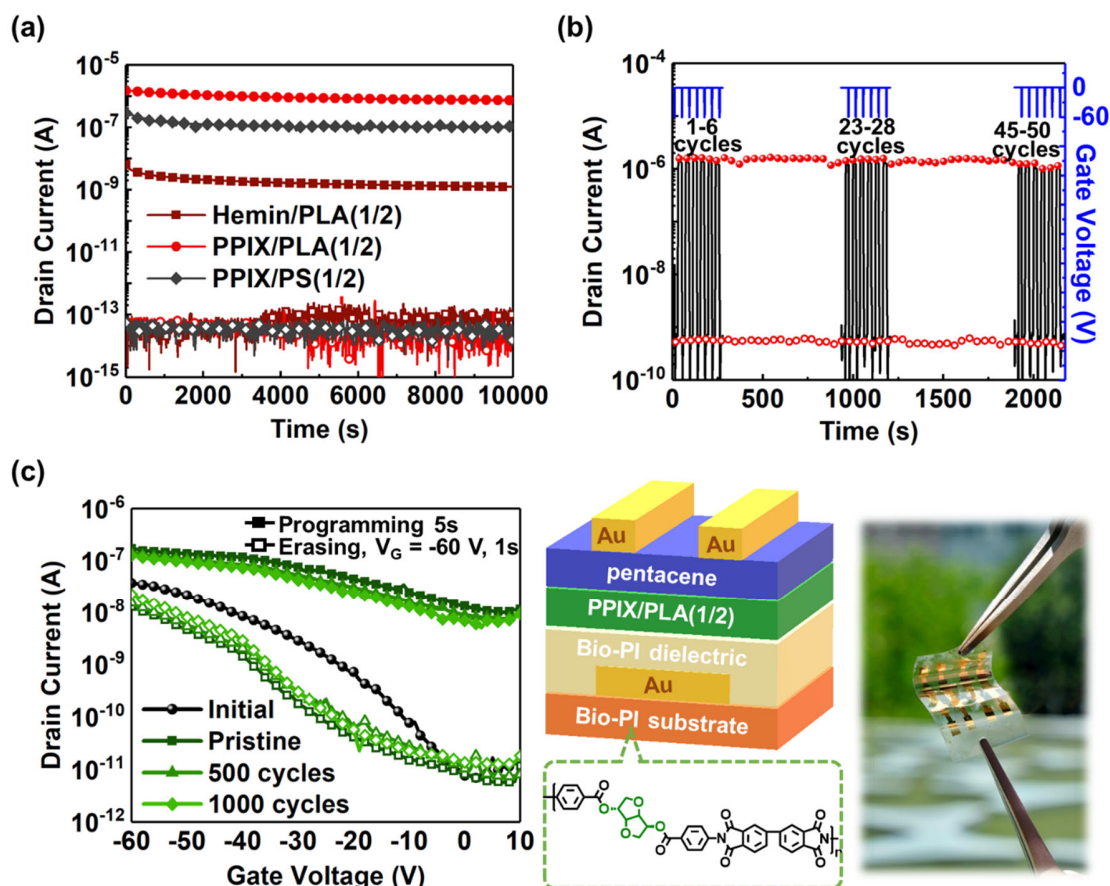 (a)
10⁻⁵
10⁻⁷
10⁻⁹
10⁻¹¹
10⁻¹³
10⁻¹⁵
Drain Current (A)
Hemin/PLA(1/2)
PPIX/PLA(1/2)
PPIX/PS(1/2)
0 2000 4000 6000 8000 10000
Time (s)
(b)
10⁻⁴
10⁻⁶
10⁻⁸
10⁻¹⁰
Drain Current (A)
1-6
cycles
23-28
cycles
45-50
cycles
0
-60
Gate Voltage (V)
0 500 1000 1500 2000
Time (s)
(c)
10⁻⁶
10⁻⁷
10⁻⁸
10⁻⁹
10⁻¹⁰
10⁻¹¹
10⁻¹²
Drain Current (A)
Programming 5s
Erasing, V_G = -60 V, 1s
Initial
Pristine
500 cycles
1000 cycles
-60 -50 -40 -30 -20 -10 0 10
Gate Voltage (V)
Au Au
pentacene
PPIX/PLA(1/2)
Bio-PI dielectric
Au
Bio-PI substrate
O
O
O
O
O
O
O
O
N
O
O
O
O
N
n